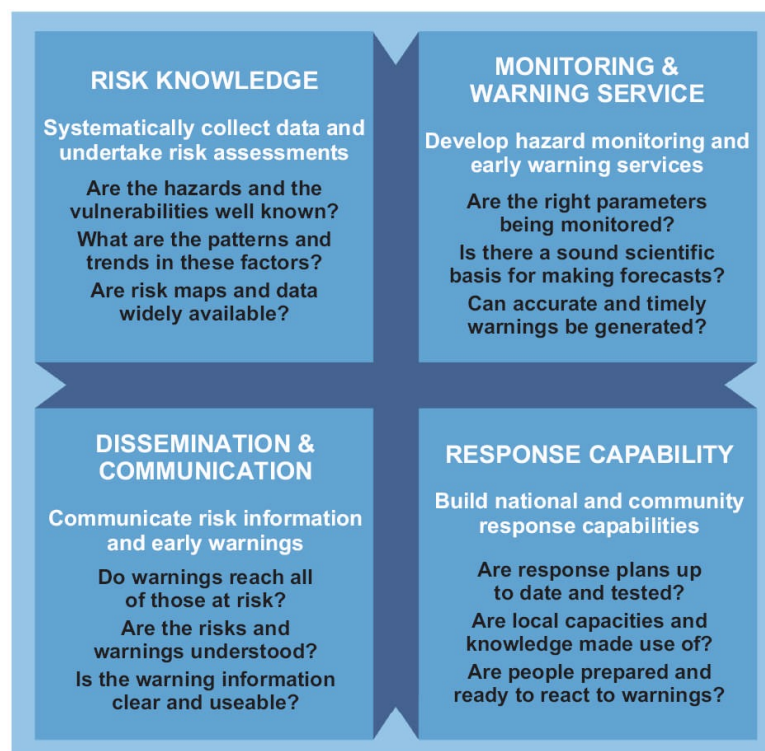 RISK KNOWLEDGE
Systematically collect data and
undertake risk assessments
Are the hazards and the
vulnerabilities well known?
What are the patterns and
trends in these factors?
Are risk maps and data
widely available?
MONITORING &
WARNING SERVICE
Develop hazard monitoring and
early warning services
Are the right parameters
being monitored?
Is there a sound scientific
basis for making forecasts?
Can accurate and timely
warnings be generated?
DISSEMINATION &
COMMUNICATION
Communicate risk information
and early warnings
Do warnings reach all
of those at risk?
Are the risks and
warnings understood?
Is the warning information
clear and useable?
RESPONSE CAPABILITY
Build national and community
response capabilities
Are response plans up
to date and tested?
Are local capacities and
knowledge made use of?
Are people prepared and
ready to react to warnings?